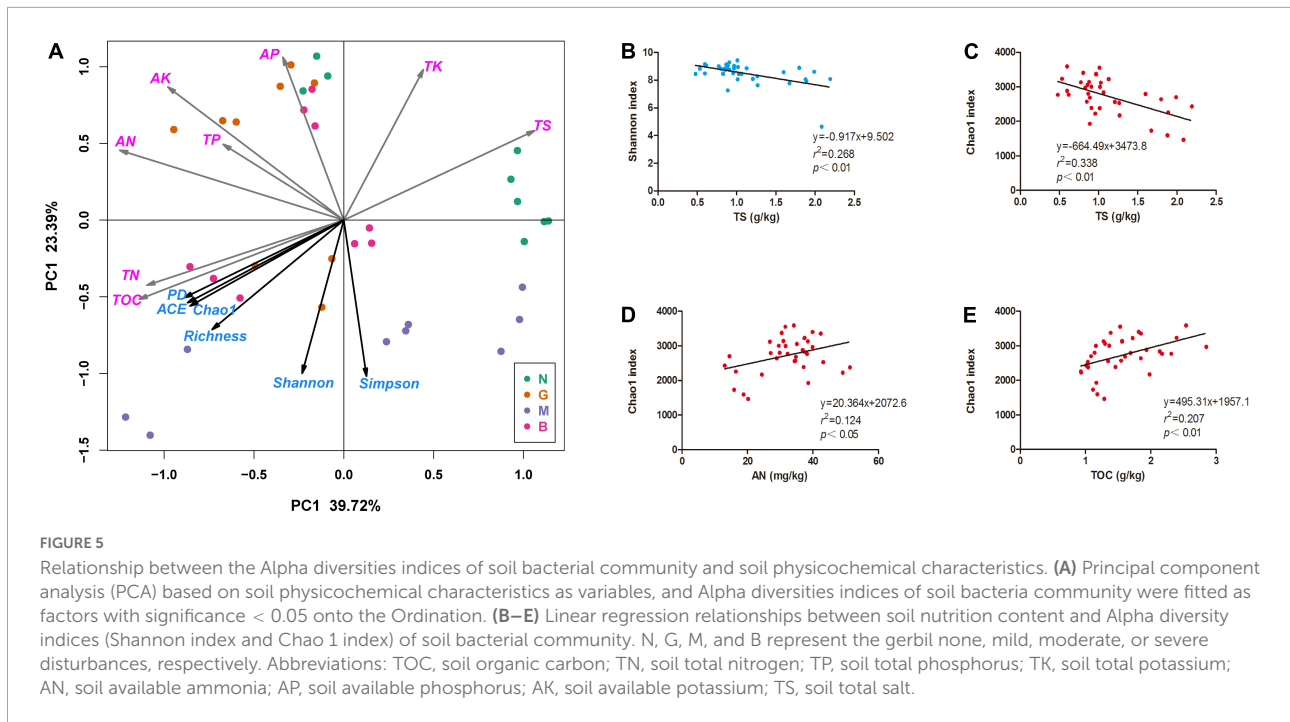 A
1.0
0.5
0.0
−0.5
−1.0
−1.5
PC1 23.39%
−1.0
−0.5
0.0
0.5
1.0
PC1 39.72%
AP
TK
AK
TS
AN
TP
TN
TOC
PD
ACE
Chao1
Richness
Shannon
Simpson
N
G
M
B
B
10
8
6
4
2
0
Shannon index
y=-0.917x+9.502
r2=0.268
p< 0.01
0.0 0.5 1.0 1.5 2.0 2.5
TS (g/kg)
C
4000
3000
2000
1000
0
Chao1 index
y=-664.49x+3473.8
r2=0.338
p< 0.01
0.0 0.5 1.0 1.5 2.0 2.5
TS (g/kg)
D
4000
3000
2000
1000
0
Chao1 index
y=20.364x+2072.6
r2=0.124
p< 0.05
0 20 40 60
AN (mg/kg)
E
4000
3000
2000
1000
0
Chao1 index
y=495.31x+1957.1
r2=0.207
p< 0.01
0 1 2 3
TOC (g/kg)
FIGURE 5
Relationship between the Alpha diversities indices of soil bacterial community and soil physicochemical characteristics. (A) Principal component
analysis (PCA) based on soil physicochemical characteristics as variables, and Alpha diversities indices of soil bacteria community were fitted as
factors with significance < 0.05 onto the Ordination. (B–E) Linear regression relationships between soil nutrition content and Alpha diversity
indices (Shannon index and Chao 1 index) of soil bacterial community. N, G, M, and B represent the gerbil none, mild, moderate, or severe
disturbances, respectively. Abbreviations: TOC, soil organic carbon; TN, soil total nitrogen; TP, soil total phosphorus; TK, soil total potassium;
AN, soil available ammonia; AP, soil available phosphorus; AK, soil available potassium; TS, soil total salt.